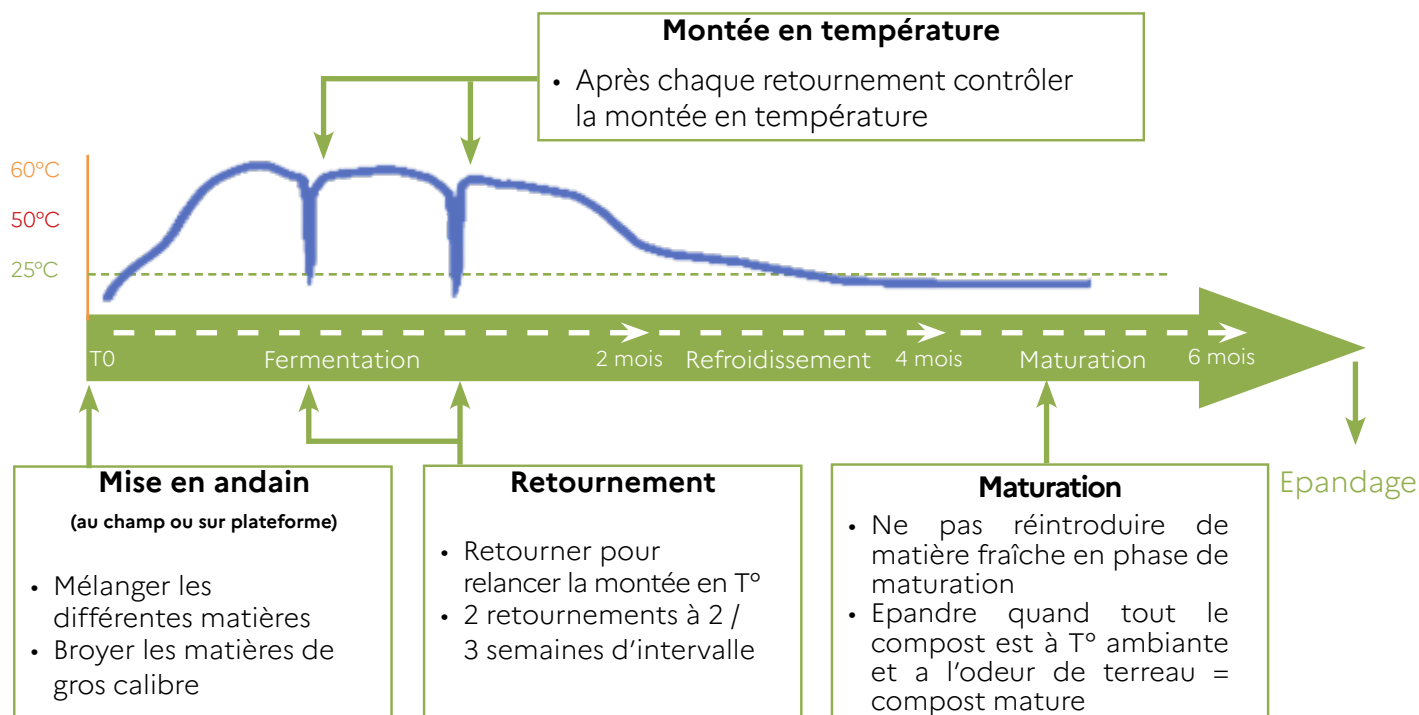 Montée en température
• Après chaque retournement contrôler
la montée en température
60°C
50°C
25°C
T0
Fermentation
2 mois
Refroidissement
4 mois
Maturation
6 mois
Mise en andain
(au champ ou sur plateforme)
• Mélanger les
différentes matières
• Broyer les matières de
gros calibre
Retournement
• Retourner pour
relancer la montée en T°
• 2 retournements à 2 /
3 semaines d'intervalle
Maturation
• Ne pas réintroduire de
matière fraîche en phase de
maturation
• Epandre quand tout le
compost est à T° ambiante
et a l'odeur de terreau =
compost mature
Epandage